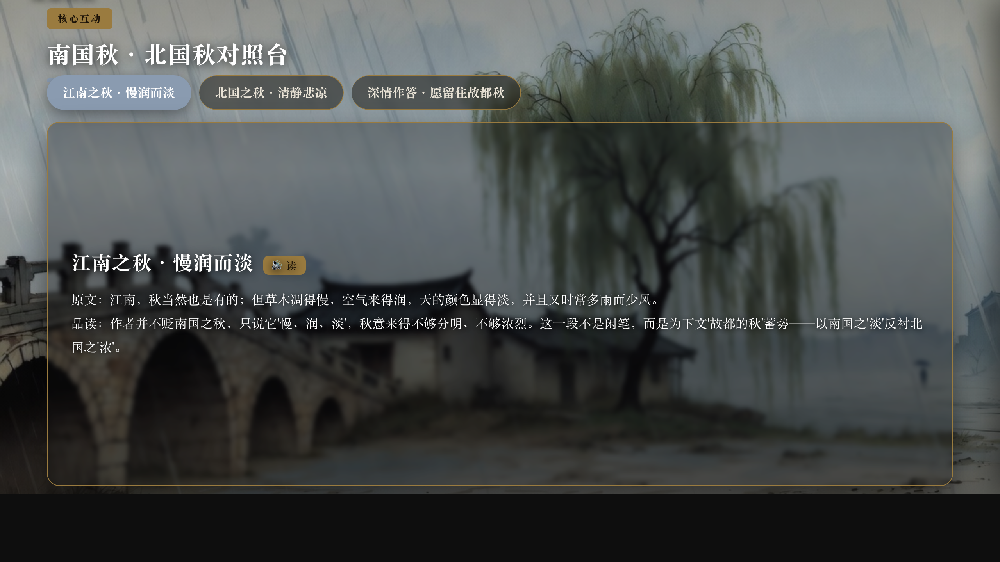 核心互动
南国秋·北国秋对照台
江南之秋·慢润而淡
北国之秋·清静悲凉
深情作答·愿留住故都秋
江南之秋·慢润而淡
读
原文：江南，秋当然也是有的；但草木凋得慢，空气来得润，天的颜色显得淡，并且又时常多雨而少风。
品读：作者并不贬南国之秋，只说它'慢、润、淡'，秋意来得不够分明、不够浓烈。这一段不是闲笔，而是为下文'故都的秋'蓄势——以南国之'淡'反衬北
国之'浓'。